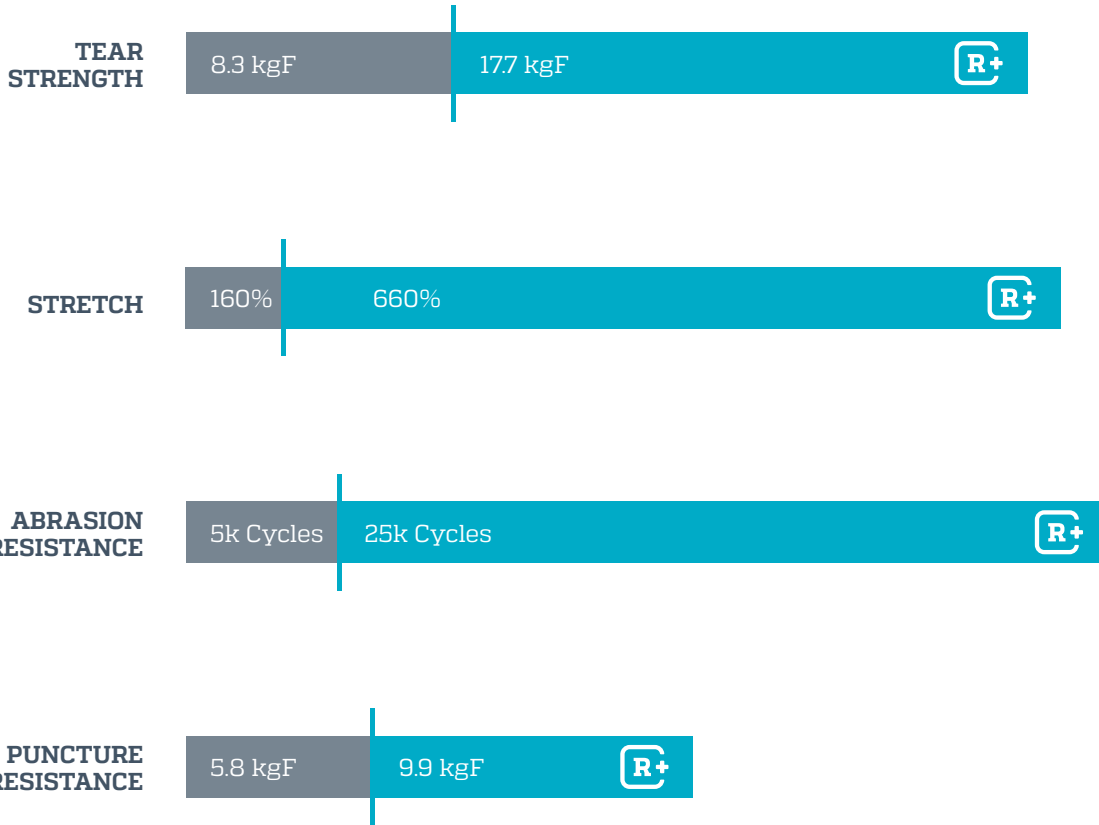 TEAR
STRENGTH
8.3 kgF 17.7 kgF R+
STRETCH
160% 660% R+
ABRASION
RESISTANCE
5k Cycles 25k Cycles R+
PUNCTURE
RESISTANCE
5.8 kgF 9.9 kgF R+